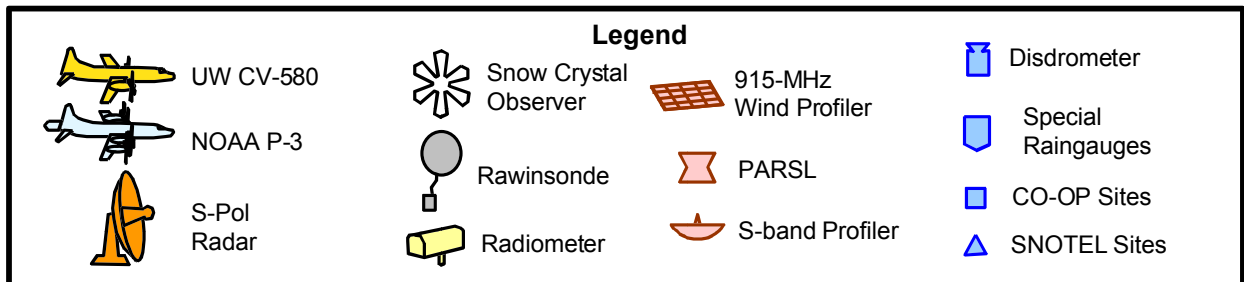 Legend
UW CV-580
NOAA P-3
S-Pol
Radar
Snow Crystal
Observer
Rawinsonde
Radiometer
915-MHz
Wind Profiler
PARSL
S-band Profiler
Disdrometer
Special
Raingauges
CO-OP Sites
SNOTEL Sites